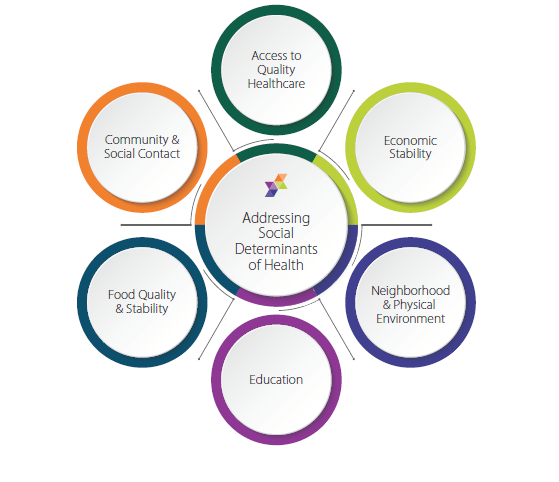 Access to
Quality
Healthcare
Community &
Social Contact
Economic
Stability
Addressing
Social
Determinants
of Health
Food Quality
& Stability
Neighborhood
& Physical
Environment
Education